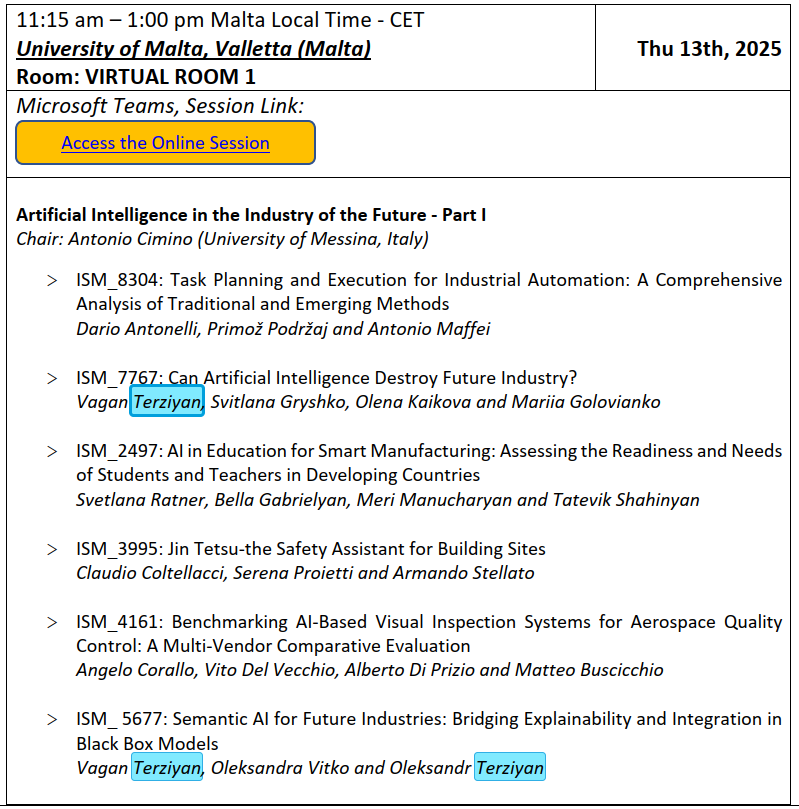 11:15 am – 1:00 pm Malta Local Time - CET
University of Malta, Valletta (Malta)
Room: VIRTUAL ROOM 1
Thu 13th, 2025
Microsoft Teams, Session Link:
Access the Online Session
Artificial Intelligence in the Industry of the Future - Part I
Chair: Antonio Cimino (University of Messina, Italy)
> ISM_8304: Task Planning and Execution for Industrial Automation: A Comprehensive
Analysis of Traditional and Emerging Methods
Dario Antonelli, Primož Podržaj and Antonio Maffei
> ISM_7767: Can Artificial Intelligence Destroy Future Industry?
Vagan Terziyan, Svitlana Gryshko, Olena Kaikova and Mariia Golovianko
> ISM_2497: AI in Education for Smart Manufacturing: Assessing the Readiness and Needs
of Students and Teachers in Developing Countries
Svetlana Ratner, Bella Gabrielyan, Meri Manucharyan and Tatevik Shahinyan
> ISM_3995: Jin Tetsu-the Safety Assistant for Building Sites
Claudio Coltellacci, Serena Proietti and Armando Stellato
> ISM_4161: Benchmarking AI-Based Visual Inspection Systems for Aerospace Quality
Control: A Multi-Vendor Comparative Evaluation
Angelo Corallo, Vito Del Vecchio, Alberto Di Prizio and Matteo Buscicchio
> ISM_ 5677: Semantic AI for Future Industries: Bridging Explainability and Integration in
Black Box Models
Vagan Terziyan, Oleksandra Vitko and Oleksandr Terziyan